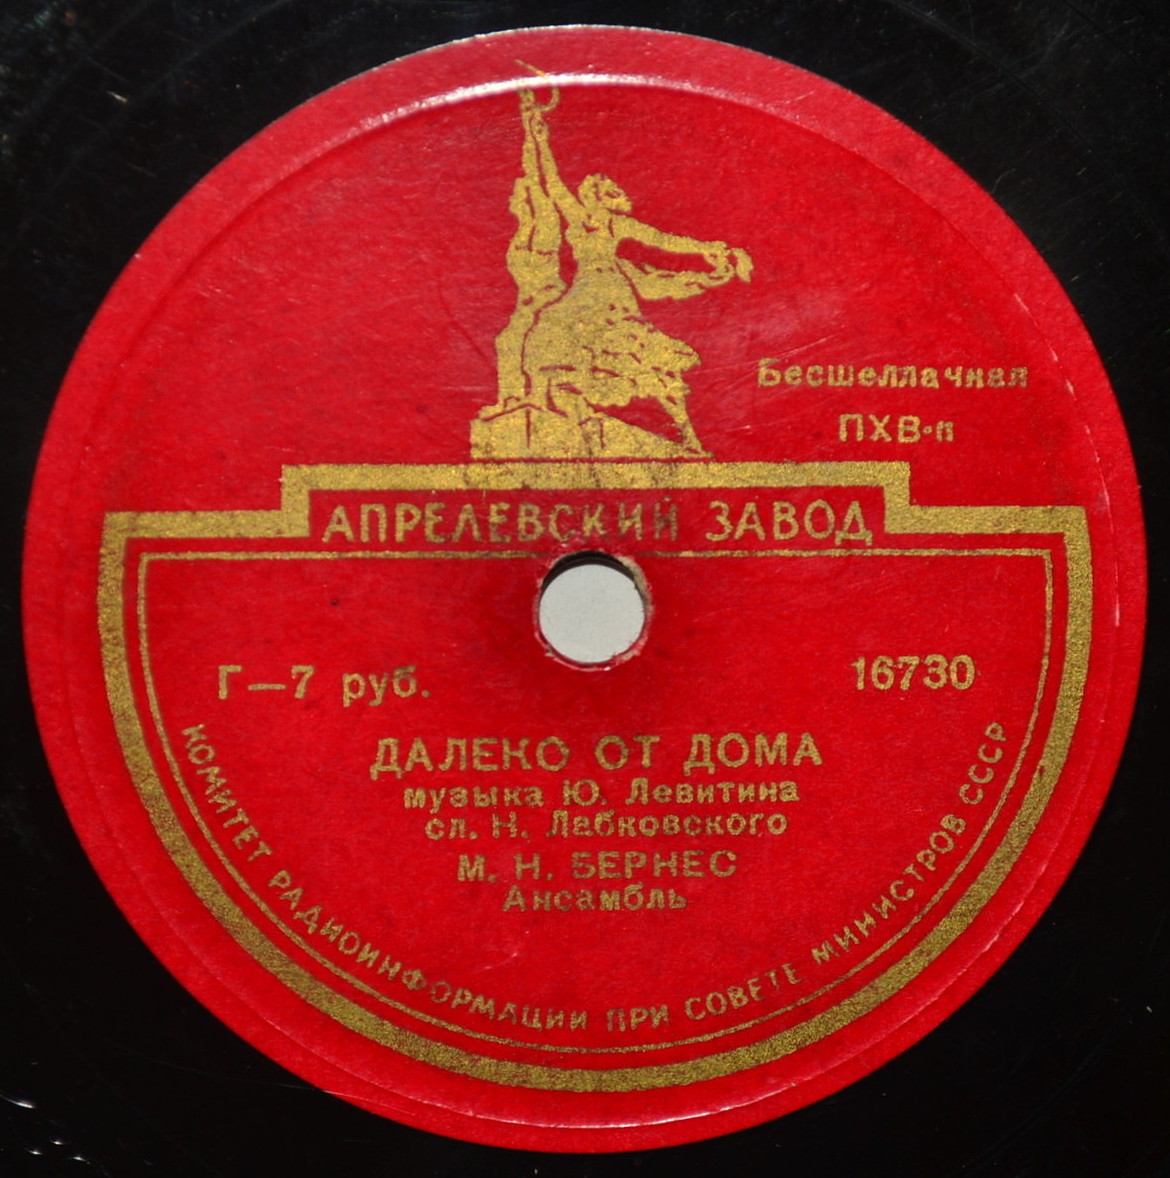 Бесшеллачная
ПХВ-п
АПРЕЛЕВСКИЙ ЗАВОД
Г—7 руб.
16730
ДАЛЕКО ОТ ДОМА
музыка Ю. Левитина
сл. Н. Лабковского
М. Н. БЕРНЕС
Ансамбль
КОМИТЕТ РАДИОИНФОРМАЦИИ ПРИ СОВЕТЕ МИНИСТРОВ СССР